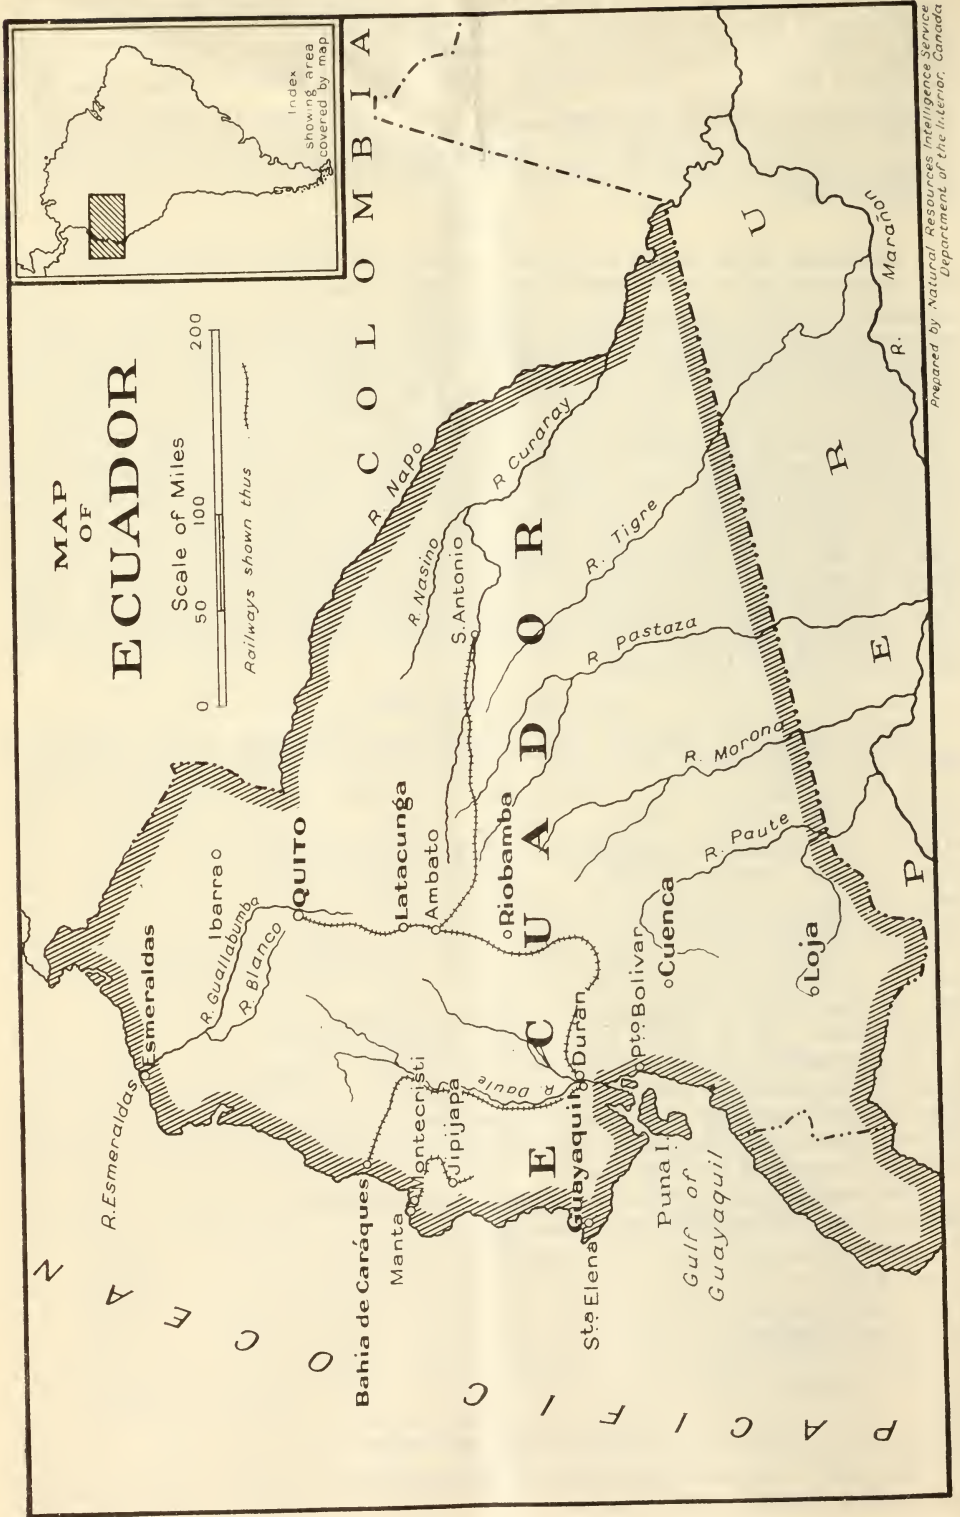 MAP
OF
ECUADOR
Scale of Miles
0 50 100 200
Railways shown thus
Index
showing area
covered by map
COLOMBIA
PACIFIC OCEAN
ECUADOR
PERU
R. Esmeraldas
Esmeraldas
R. Guallabumba
Ibarra
R. Blanco
QUITO
Latacunga
Ambato
Riobamba
R. Napo
R. Curaray
R. Nasino
S. Antonio
R. Tigre
R. Pastaza
R. Morona
R. Paute
R. Marañon
Bahia de Caráques
Manta
Montecristi
Jipijapa
R. Daule
Guayaquil
Duran
Sta. Elena
Puna I.
Gulf of
Guayaquil
Pto. Bolivar
Cuenca
Loja
Prepared by Natural Resources Intelligence Service
Department of the Interior, Canada